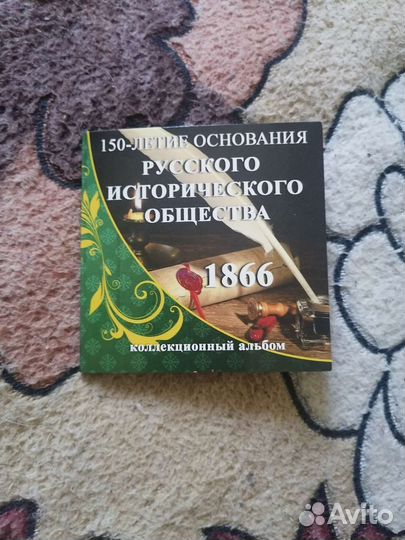 150-ЛЕТИЕ ОСНОВАНИЯ
РУССКОГО
ИСТОРИЧЕСКОГО
ОБЩЕСТВА
1866
коллекционный альбом
Avito